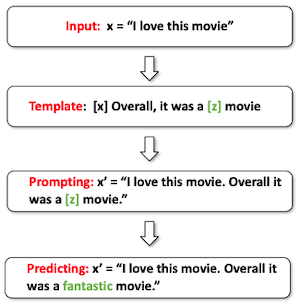 Input: x = “I love this movie”
Template: [x] Overall, it was a [z] movie
Prompting: x’ = “I love this movie. Overall it
was a [z] movie.”
Predicting: x’ = “I love this movie. Overall it
was a fantastic movie.”